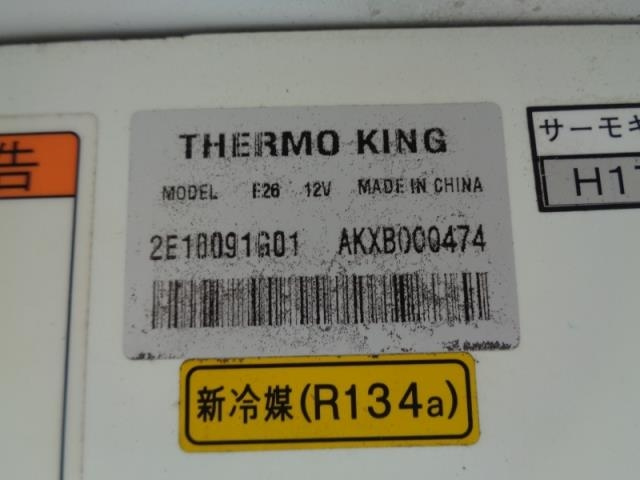 告
THERMO KING
MODEL E26 12V MADE IN CHINA
2E10091G01 AKXB000474
新冷媒(R134a)
サーモキ
H17